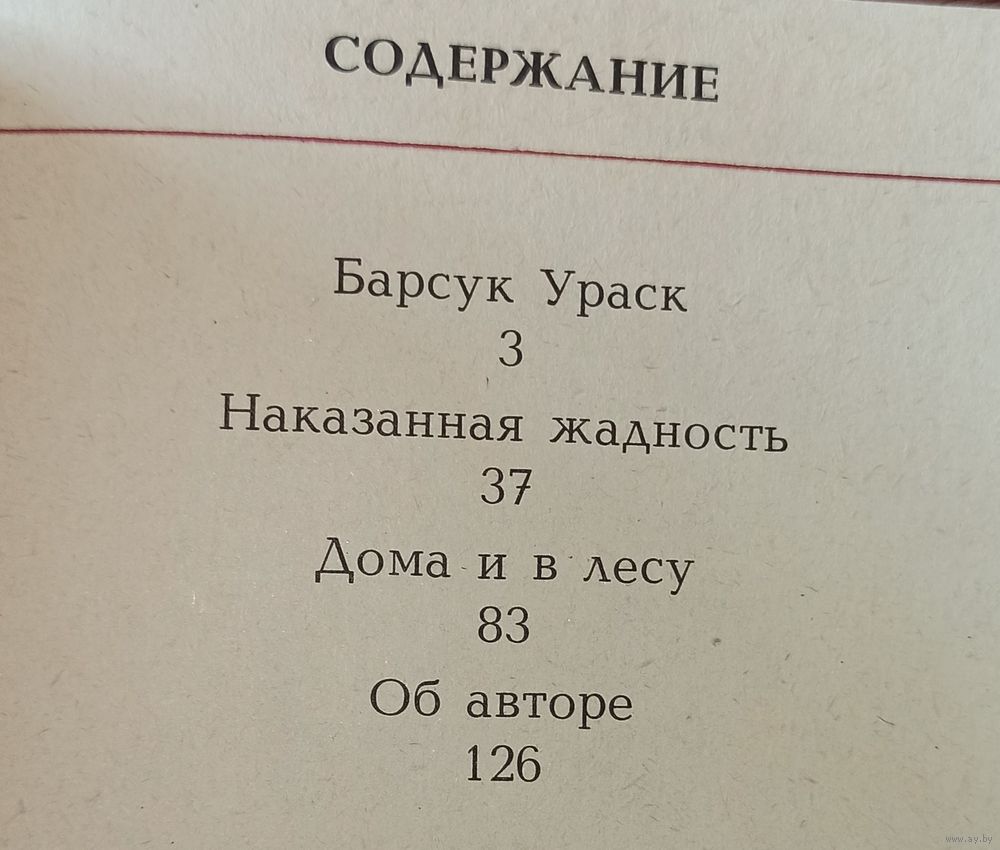 СОДЕРЖАНИЕ
Барсук Ураск
3
Наказанная жадность
37
Дома и в лесу
83
Об авторе
126
www.ay.by